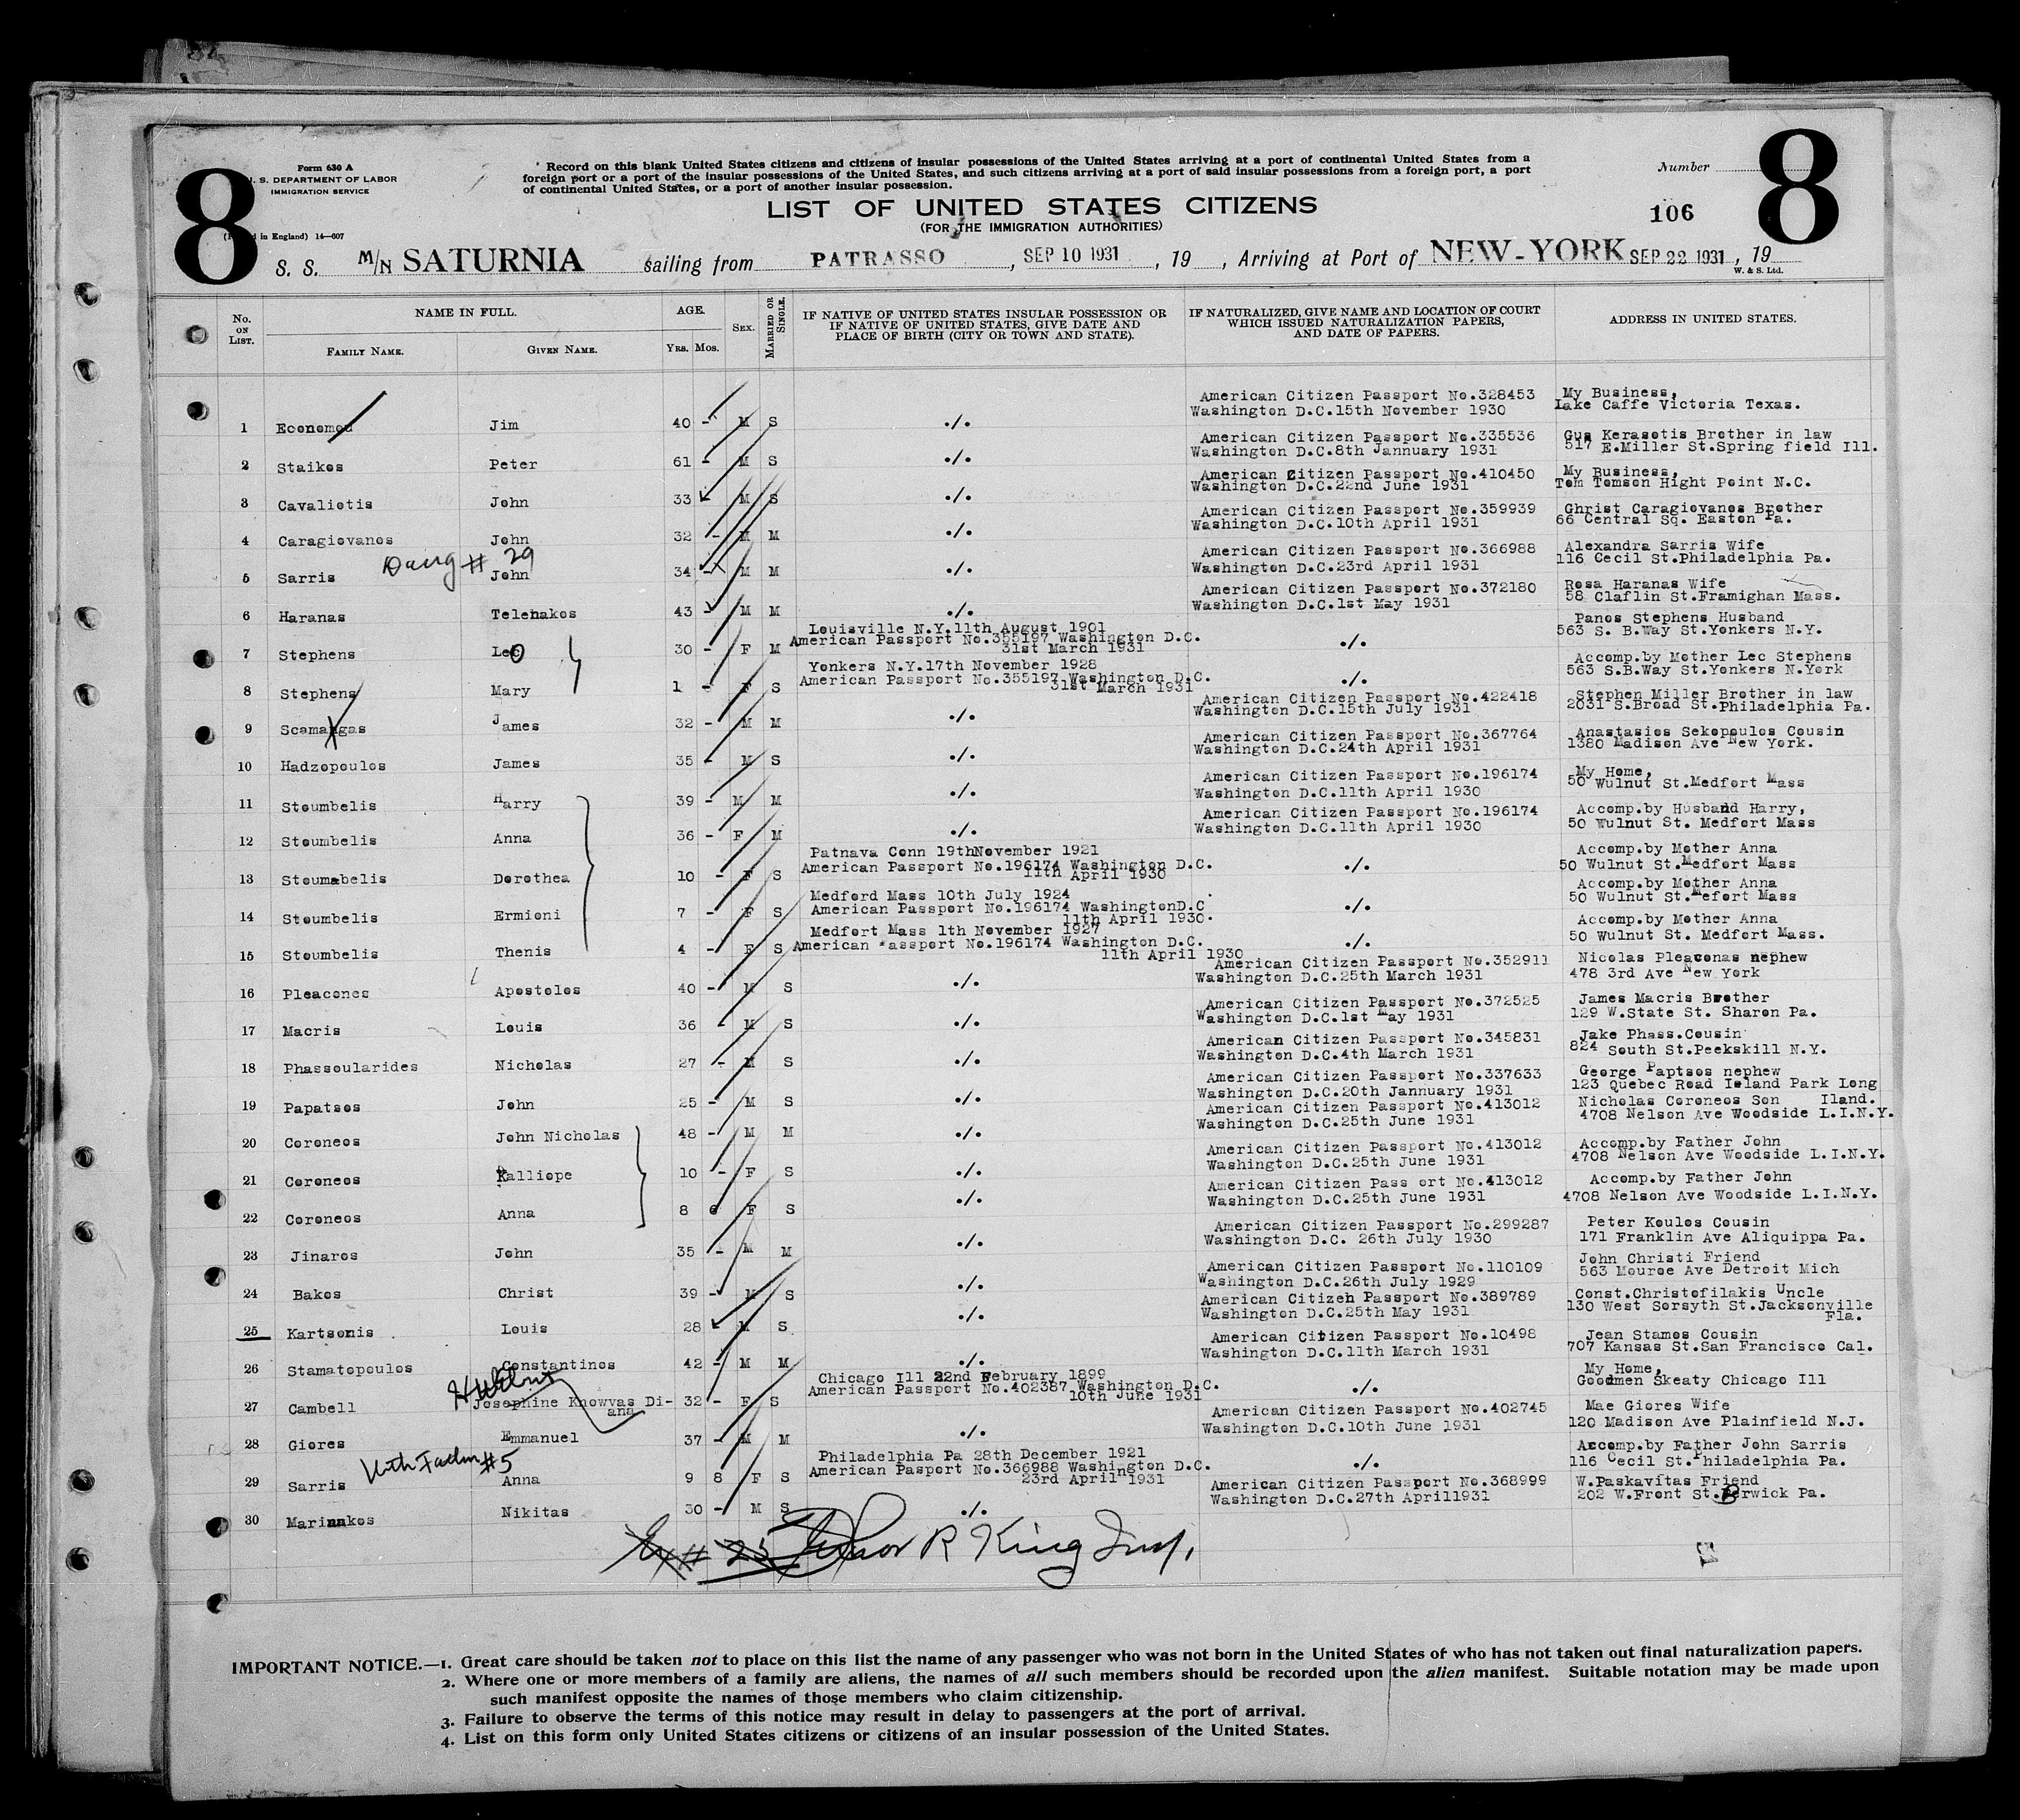 8
Form 630 A
U. S. DEPARTMENT OF LABOR
IMMIGRATION SERVICE
(Printed in England) 14—607
Record on this blank United States citizens and citizens of insular possessions of the United States arriving at a port of continental United States from a
foreign port or a port of the insular possessions of the United States, and such citizens arriving at a port of said insular possessions from a foreign port, a port
of continental United States, or a port of another insular possession.
Number
8
LIST OF UNITED STATES CITIZENS
106
(FOR THE IMMIGRATION AUTHORITIES)
S. S. M/N SATURNIA sailing from PATRASSO, SEP 10 1931, 19 , Arriving at Port of NEW-YORK SEP 22 1931, 19
W. & S. Ltd.
No. ON LIST. NAME IN FULL. FAMILY NAME. GIVEN NAME. AGE. YRS. MOS. SEX. MARRIED OR SINGLE. IF NATIVE OF UNITED STATES INSULAR POSSESSION OR IF NATIVE OF UNITED STATES, GIVE DATE AND PLACE OF BIRTH (CITY OR TOWN AND STATE). IF NATURALIZED, GIVE NAME AND LOCATION OF COURT WHICH ISSUED NATURALIZATION PAPERS, AND DATE OF PAPERS. ADDRESS IN UNITED STATES.
American Citizen Passport No.328453 My Business,
1 Economou Jim 40 - M S ./. Washington D.C.15th November 1930 Lake Caffe Victoria Texas.
American Citizen Passport No.335536 Gus Kerasotis Brother in law
2 Staikos Peter 61 - M S ./. Washington D.C.8th Jannuary 1931 517 E.Miller St.Spring field Ill.
American Citizen Passport No.410450 My Business,
3 Cavaliotis John 33 - M S ./. Washington D.C.22nd June 1931 Tom Tomson Hight Point N.C.
American Citizen Passport No.359939 Ghrist Caragiovanos Brother
4 Caragiovanos John 32 - M M ./. Washington D.C.10th April 1931 66 Central Sq. Easton Pa.
Daug # 29
American Citizen Passport No.366988 Alexandra Sarris Wife
5 Sarris John 34 - M M ./. Washington D.C.23rd April 1931 116 Cecil St.Philadelphia Pa.
American Citizen Passport No.372180 Rosa Haranas Wife
6 Haranas Telemakos 43 - M M ./. Washington D.C.1st May 1931 58 Claflin St.Framighan Mass.
Louisville N.Y.11th August 1901 Panos Stephens Husband
7 Stephens Leo 30 - F M American Passport No.355197 Washington D.C. 31st March 1931 ./. 563 S. B.Way St.Yonkers N.Y.
Yonkers N.Y.17th November 1928 Accomp.by Mother Lec Stephens
8 Stephens Mary 1 - F S American Passport No.355197 Washington D.C. 31st March 1931 ./. 563 S.B.Way St.Yonkers N.York
American Citizen Passport No.422418 Stephen Miller Brother in law
9 Scamangas James 32 - M M ./. Washington D.C.15th July 1931 2031 S.Broad St.Philadelphia Pa.
American Citizen Passport No.367764 Anastasios Sekopoulos Cousin
10 Hadzopoulos James 35 - M S ./. Washington D.C.24th April 1931 1380 Madison Ave New York.
American Citizen Passport No.196174 My Home,
11 Stoumbelis Harry 39 - M M ./. Washington D.C.11th April 1930 50 Wulnut St.Medfort Mass
American Citizen Passport No.196174 Accomp.by Husband Harry,
12 Stoumbelis Anna 36 - F M ./. Washington D.C.11th April 1930 50 Wulnut St. Medfort Mass
Patnava Conn 19thNovember 1921 Accomp.by Mother Anna
13 Stoumabelis Dorothea 10 - F S American Passport No.196174 Washington D.C. 11th April 1930 ./. 50 Wulnut St.Medfort Mass
Medford Mass 10th July 1924 Accomp.by Mother Anna
14 Stoumbelis Ermioni 7 - F S American Passport No.196174 WashingtonD.C 11th April 1930. ./. 50 Wulnut St.Mefort Mass
Medfort Mass 1th November 1927 Accomp.by Mother Anna
15 Stoumbelis Thenis 4 - F S American assport No.196174 Washington D.C. 11th April 1930 ./. 50 Wulnut St. Medfort Mass.
American Citizen Passport No.352911 Nicolas Pleaconas nephew
16 Pleacones Apostolos 40 - M S ./. Washington D.C.25th March 1931 478 3rd Ave New York
American Citizen Passport No.372525 James Macris Brother
17 Macris Louis 36 - M S ./. Washington D.C.1st May 1931 129 W.State St. Sharon Pa.
American Citizen Passport No.345831 Jake Phass.Cousin
18 Phassoularides Nicholas 27 - M S ./. Washington D.C.4th March 1931 824 South St.Peekskill N.Y.
American Citizen Passport No.337633 George Paptsos nephew
19 Papatsos John 25 - M S ./. Washington D.C.20th Jannuary 1931 123 Quebec Road Island Park Long Iland.
American Citizen Passport No.413012 Nicholas Coroneos Son
20 Coroneos John Nicholas 48 - M M ./. Washington D.C.25th June 1931 4708 Nelson Ave Woodside L.I.N.Y.
American Citizen Passport No.413012 Accomp.by Father John
21 Coroneos Kalliope 10 - F S ./. Washington D.C.25th June 1931 4708 Nelson Ave Woodside L.I.N.Y.
American Citizen Pass ort No.413012 Accomp.by Father John
22 Coroneos Anna 8 6 F S ./. Washington D.C.25th June 1931 4708 Nelson Ave Woodside L.I.N.Y.
American Citizen Passport No.299287 Peter Koulos Cousin
23 Jinaros John 35 - M M ./. Washington D.C. 26th July 1930 171 Franklin Ave Aliquippa Pa.
American Citizen Passport No.110109 John Christi Friend
24 Bakos Christ 39 - M S ./. Washington D.C.26th July 1929 563 Mouroe Ave Detroit Mich
American Citizen Passport No.389789 Const.Christofilakis Uncle
25 Kartsonis Louis 28 M S ./. Washington D.C.25th May 1931 130 West Sorsyth St.Jacksonville Fla.
American Citizen Passport No.10498 Jean Stamos Cousin
26 Stamatopoulos Constantinos 42 - M M ./. Washington D.C.11th March 1931 707 Kansas St.San Francisco Cal.
Chicago Ill 22nd February 1899 My Home,
27 Cambell Josephine Knowvas Di-ana 32 - F S American Passport No.402387 Washington D.C. 10th June 1931 ./. Goodmen Skeaty Chicago Ill
American Citizen Passport No.402745 Mae Giores Wife
28 Giores Emmanuel 37 - M M ./. Washington D.C.10th June 1931 120 Madison Ave Plainfield N.J.
With Father #5
Philadelphia Pa 28th December 1921 Accomp.by Father John Sarris
29 Sarris Anna 9 8 F S American Passport No.366988 Washington D.C. 23rd April 1931 ./. 116 Cecil St.Philadelphia Pa.
American Citizen Passport No.368999 W.Paskavitas Friend
30 Marinakos Nikitas 30 - M S ./. Washington D.C.27th April1931 202 W.Front St.Berwick Pa.
# 25 R King Insp.
IMPORTANT NOTICE.—1. Great care should be taken not to place on this list the name of any passenger who was not born in the United States or who has not taken out final naturalization papers.
2. Where one or more members of a family are aliens, the names of all such members should be recorded upon the alien manifest. Suitable notation may be made upon
such manifest opposite the names of those members who claim citizenship.
3. Failure to observe the terms of this notice may result in delay to passengers at the port of arrival.
4. List on this form only United States citizens or citizens of an insular possession of the United States.